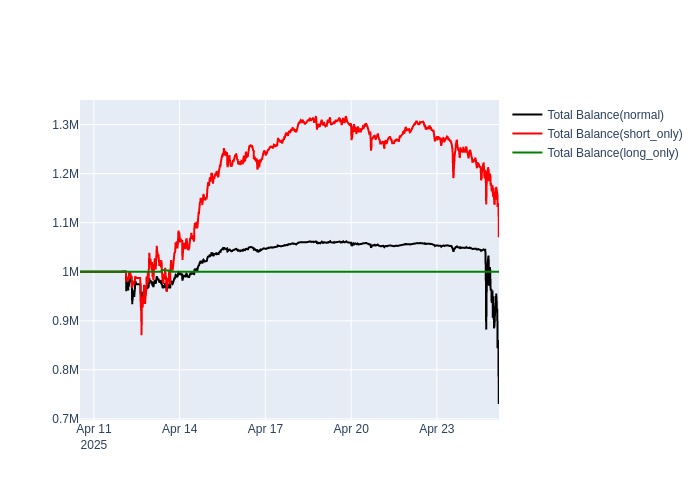 Total Balance(normal)
Total Balance(short_only)
Total Balance(long_only)
1.3M
1.2M
1.1M
1M
0.9M
0.8M
0.7M
Apr 11
2025
Apr 14
Apr 17
Apr 20
Apr 23